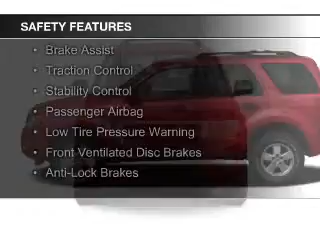 SAFETY FEATURES
• Brake Assist
• Traction Control
• Stability Control
• Passenger Airbag
• Low Tire Pressure Warning
• Front Ventilated Disc Brakes
• Anti-Lock Brakes